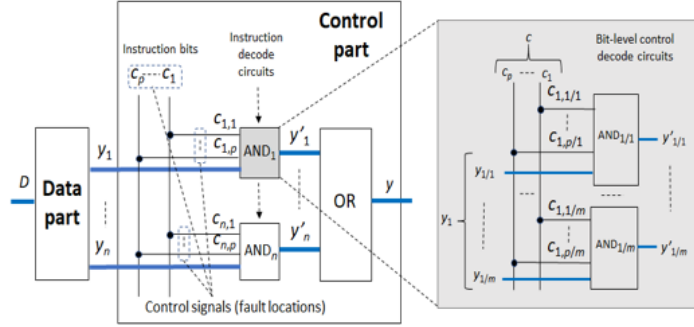 Instruction bits
Instruction decode circuits
Control part
c_p ---- c_1
D
Data part
y_1
y_n
c_{1,1}
c_{1,p}
AND_1
y'_1
c_{n,1}
c_{n,p}
AND_n
y'_n
OR
y
Control signals (fault locations)
c
Bit-level control decode circuits
c_p ---- c_1
c_{1,1/1}
c_{1,p/1}
AND_{1/1}
y'_{1/1}
y_{1/1}
y_1
c_{1,1/m}
c_{1,p/m}
AND_{1/m}
y'_{1/m}
y_{1/m}